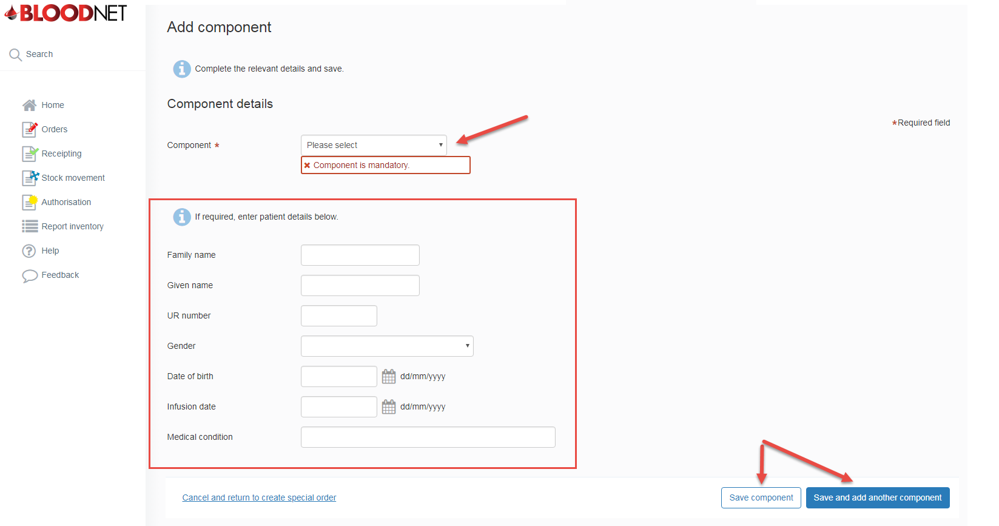 BLOODNET
Search
Home
Orders
Receipting
Stock movement
Authorisation
Report inventory
Help
Feedback
Add component
Complete the relevant details and save.
Component details
*Required field
Component *
Please select
Component is mandatory.
If required, enter patient details below.
Family name
Given name
UR number
Gender
Date of birth dd/mm/yyyy
Infusion date dd/mm/yyyy
Medical condition
Cancel and return to create special order
Save component
Save and add another component